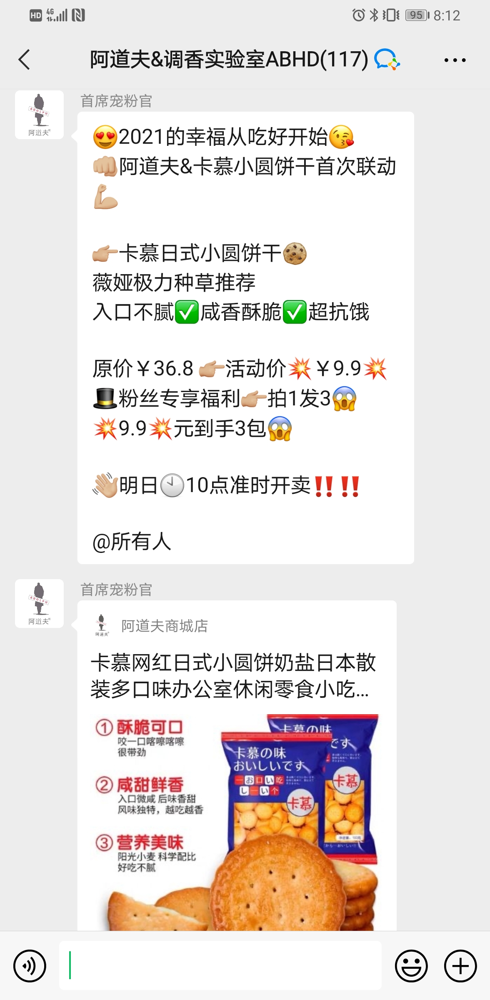 HD 4G 95 8:12
阿道夫&调香实验室ABHD(117)
首席宠粉官
ADOLPH
阿道夫
😍2021的幸福从吃好开始😘
👊🏼阿道夫&卡慕小圆饼干首次联动
💪🏼
👉🏼卡慕日式小圆饼干🍪
薇娅极力种草推荐
入口不腻✅咸香酥脆✅超抗饿
原价￥36.8 👉🏼活动价💥￥9.9💥
🎩粉丝专享福利👉🏼拍1发3😱
💥9.9💥元到手3包😱
👋🏼明日🕙10点准时开卖‼️‼️
@所有人
首席宠粉官
ADOLPH
阿道夫
阿道夫
阿道夫商城店
卡慕网红日式小圆饼奶盐日本散
装多口味办公室休闲零食小吃...
① 酥脆可口
咬一口喀嚓喀嚓
很带劲
② 咸甜鲜香
入口微咸 后味香甜
风味独特，越吃越香
③ 营养美味
阳光小麦 科学配比
好吃不腻
卡慕の味
です
卡慕
卡慕の味
おいしいです
一お口い吃
し一い个
卡慕